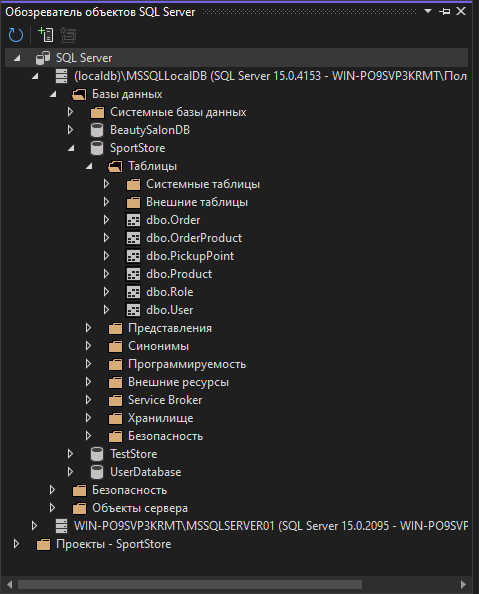 Обозреватель объектов SQL Server
SQL Server
(localdb)\MSSQLLocalDB (SQL Server 15.0.4153 - WIN-PO9SVP3KRMT\Пол
Базы данных
Системные базы данных
BeautySalonDB
SportStore
Таблицы
Системные таблицы
Внешние таблицы
dbo.Order
dbo.OrderProduct
dbo.PickupPoint
dbo.Product
dbo.Role
dbo.User
Представления
Синонимы
Программируемость
Внешние ресурсы
Service Broker
Хранилище
Безопасность
TestStore
UserDatabase
Безопасность
Объекты сервера
WIN-PO9SVP3KRMT\MSSQLSERVER01 (SQL Server 15.0.2095 - WIN-PO9SVP
Проекты - SportStore